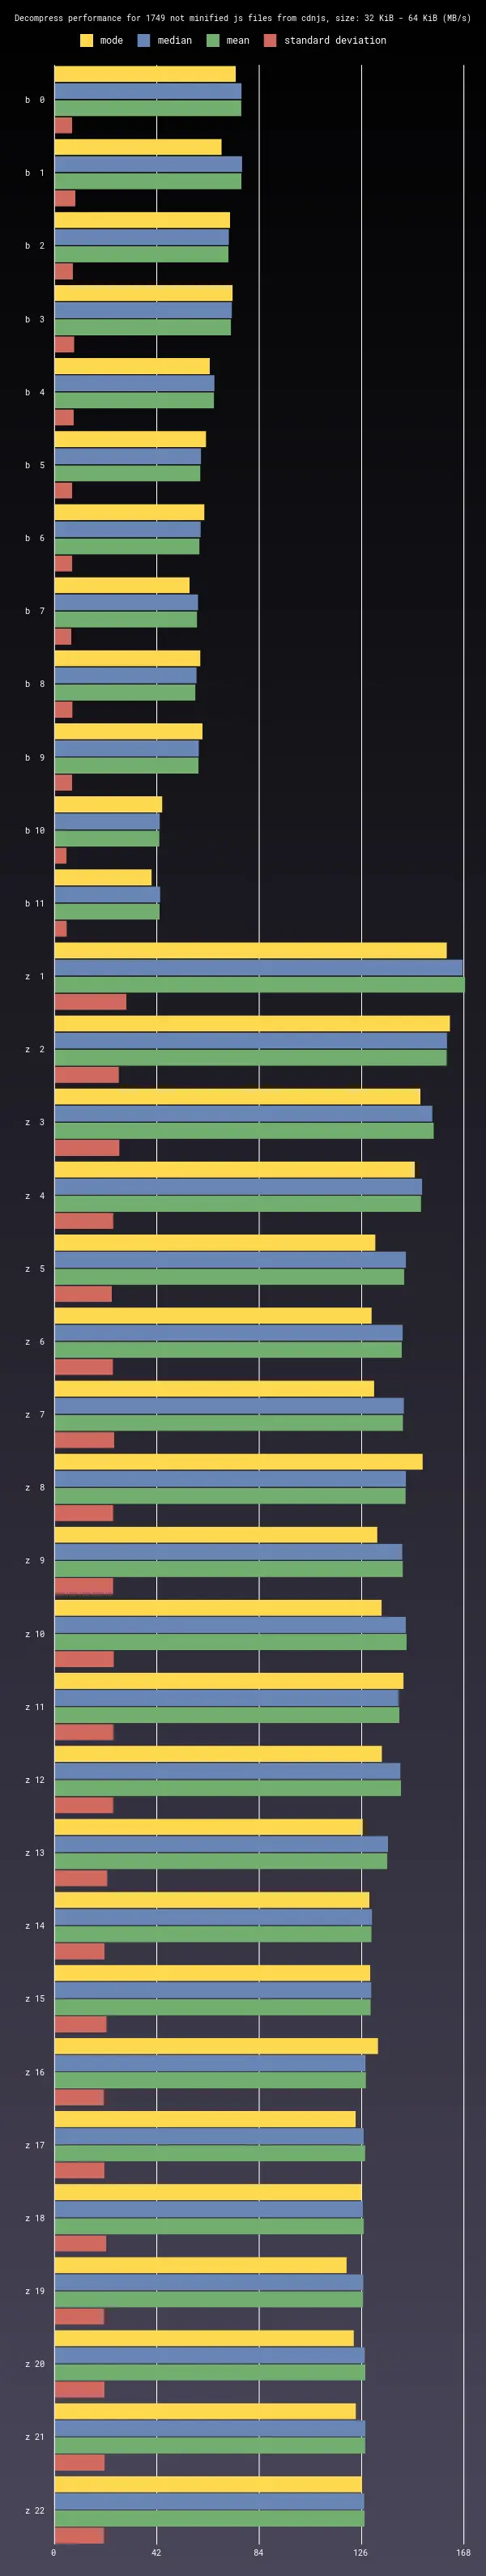 Decompress performance for 1749 not minified js files from cdnjs, size: 32 KiB - 64 KiB (MB/s)
mode median mean standard deviation
b 0
b 1
b 2
b 3
b 4
b 5
b 6
b 7
b 8
b 9
b 10
b 11
z 1
z 2
z 3
z 4
z 5
z 6
z 7
z 8
z 9
z 10
z 11
z 12
z 13
z 14
z 15
z 16
z 17
z 18
z 19
z 20
z 21
z 22
0 42 84 126 168